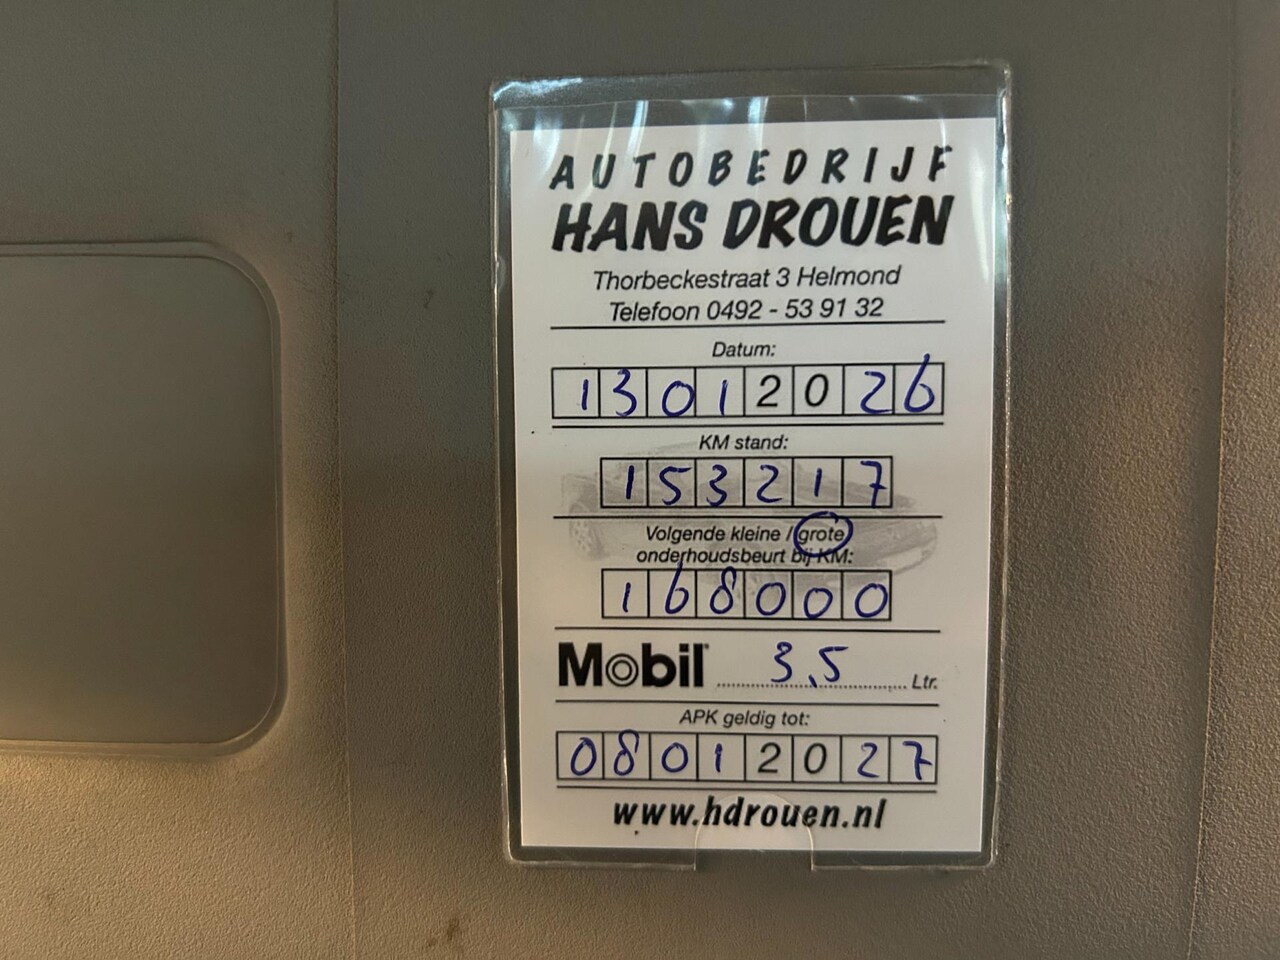 AUTOBEDRIJF
HANS DROUEN
Thorbeckestraat 3 Helmond
Telefoon 0492 - 53 91 32
Datum:
13012026
KM stand:
153217
Volgende kleine / grote
onderhoudsbeurt bij KM:
168000
Mobil 3,5 Ltr.
APK geldig tot:
08012027
www.hdrouen.nl